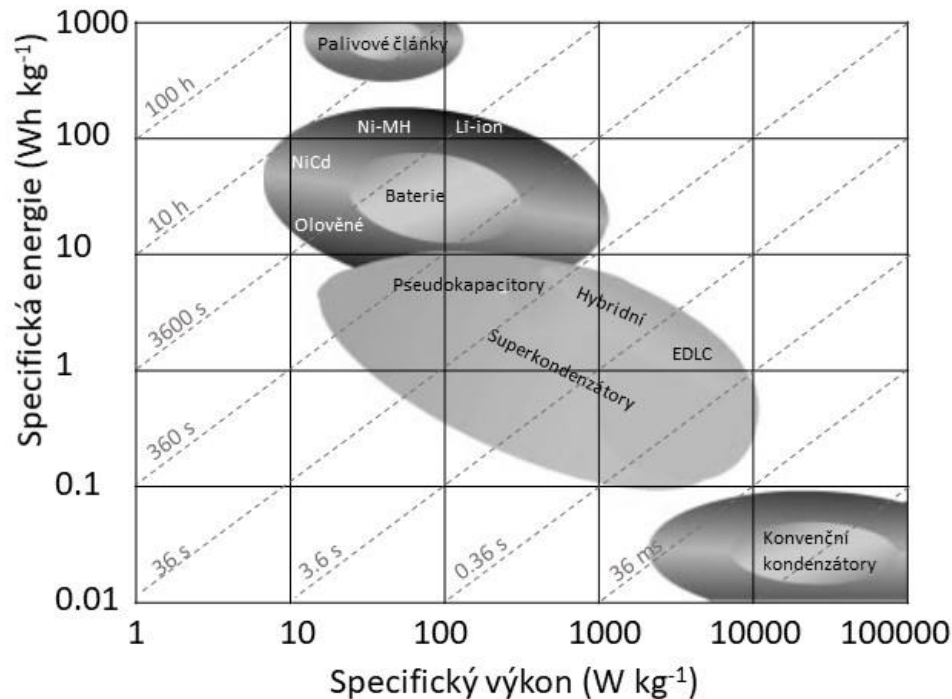 Specifická energie (Wh kg⁻¹)
1000
100
10
1
0.1
0.01
Palivové články
100 h
Ni-MH
Li-ion
NiCd
Baterie
10 h
Olověné
Pseudokapacitory
Hybridní
3600 s
Superkondenzátory
EDLC
360 s
36 s
3.6 s
0.36 s
36 ms
Konvenční
kondenzátory
1
10
100
1000
10000
100000
Specifický výkon (W kg⁻¹)